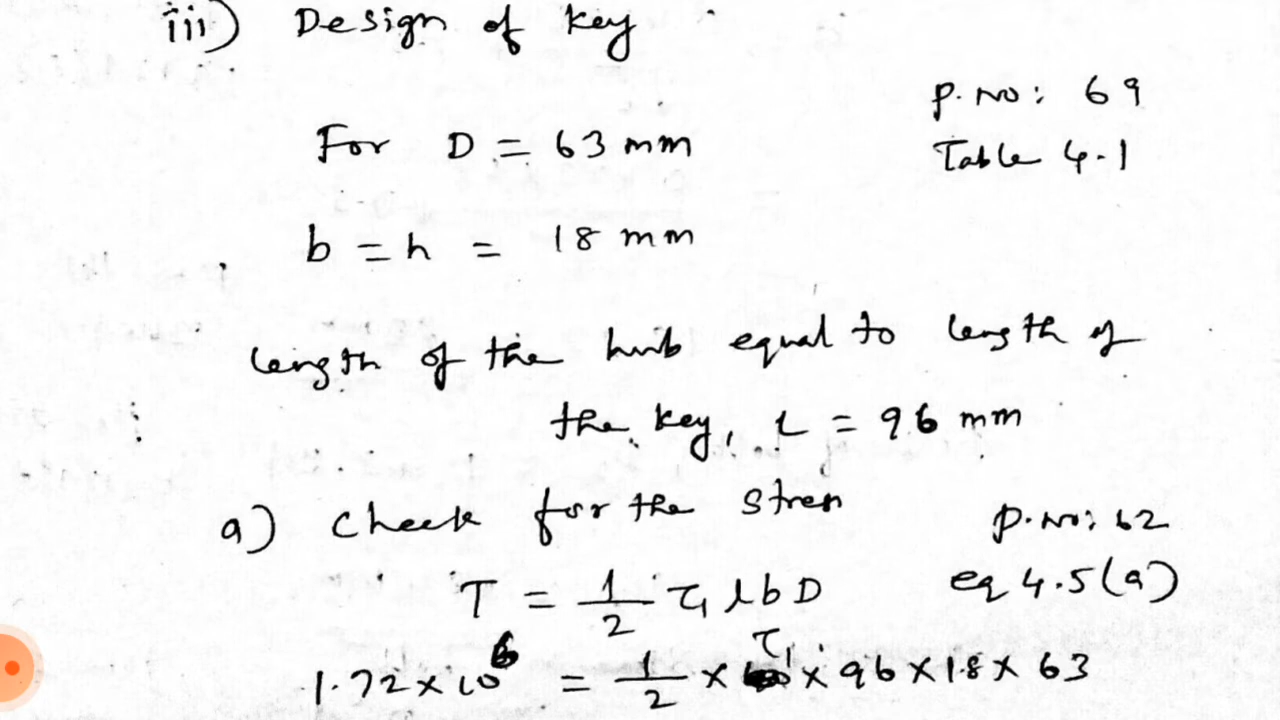 iii) Design of key
P.NO: 69
For D = 63 mm
Table 4.1
b = h = 18 mm
length of the hub equal to length of
the key, L = 96 mm
a) check for the stress
P.No: 62
T = 1/2 τ₁ l b D
eq 4.5(a)
1.72 × 10⁶ = 1/2 × τ₁ × 96 × 18 × 63